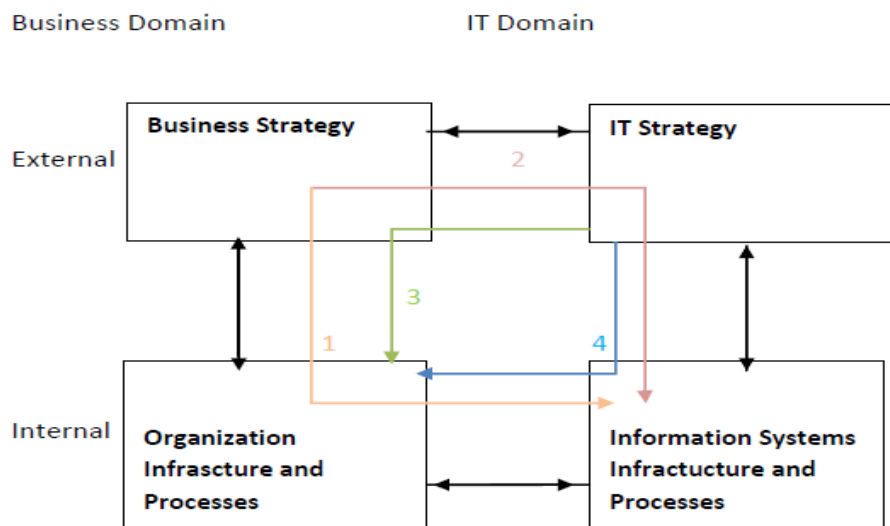 Business Domain
IT Domain
Business Strategy
IT Strategy
External
2
3
1
4
Internal
Organization
Infrascture and
Processes
Information Systems
Infractucture and
Processes